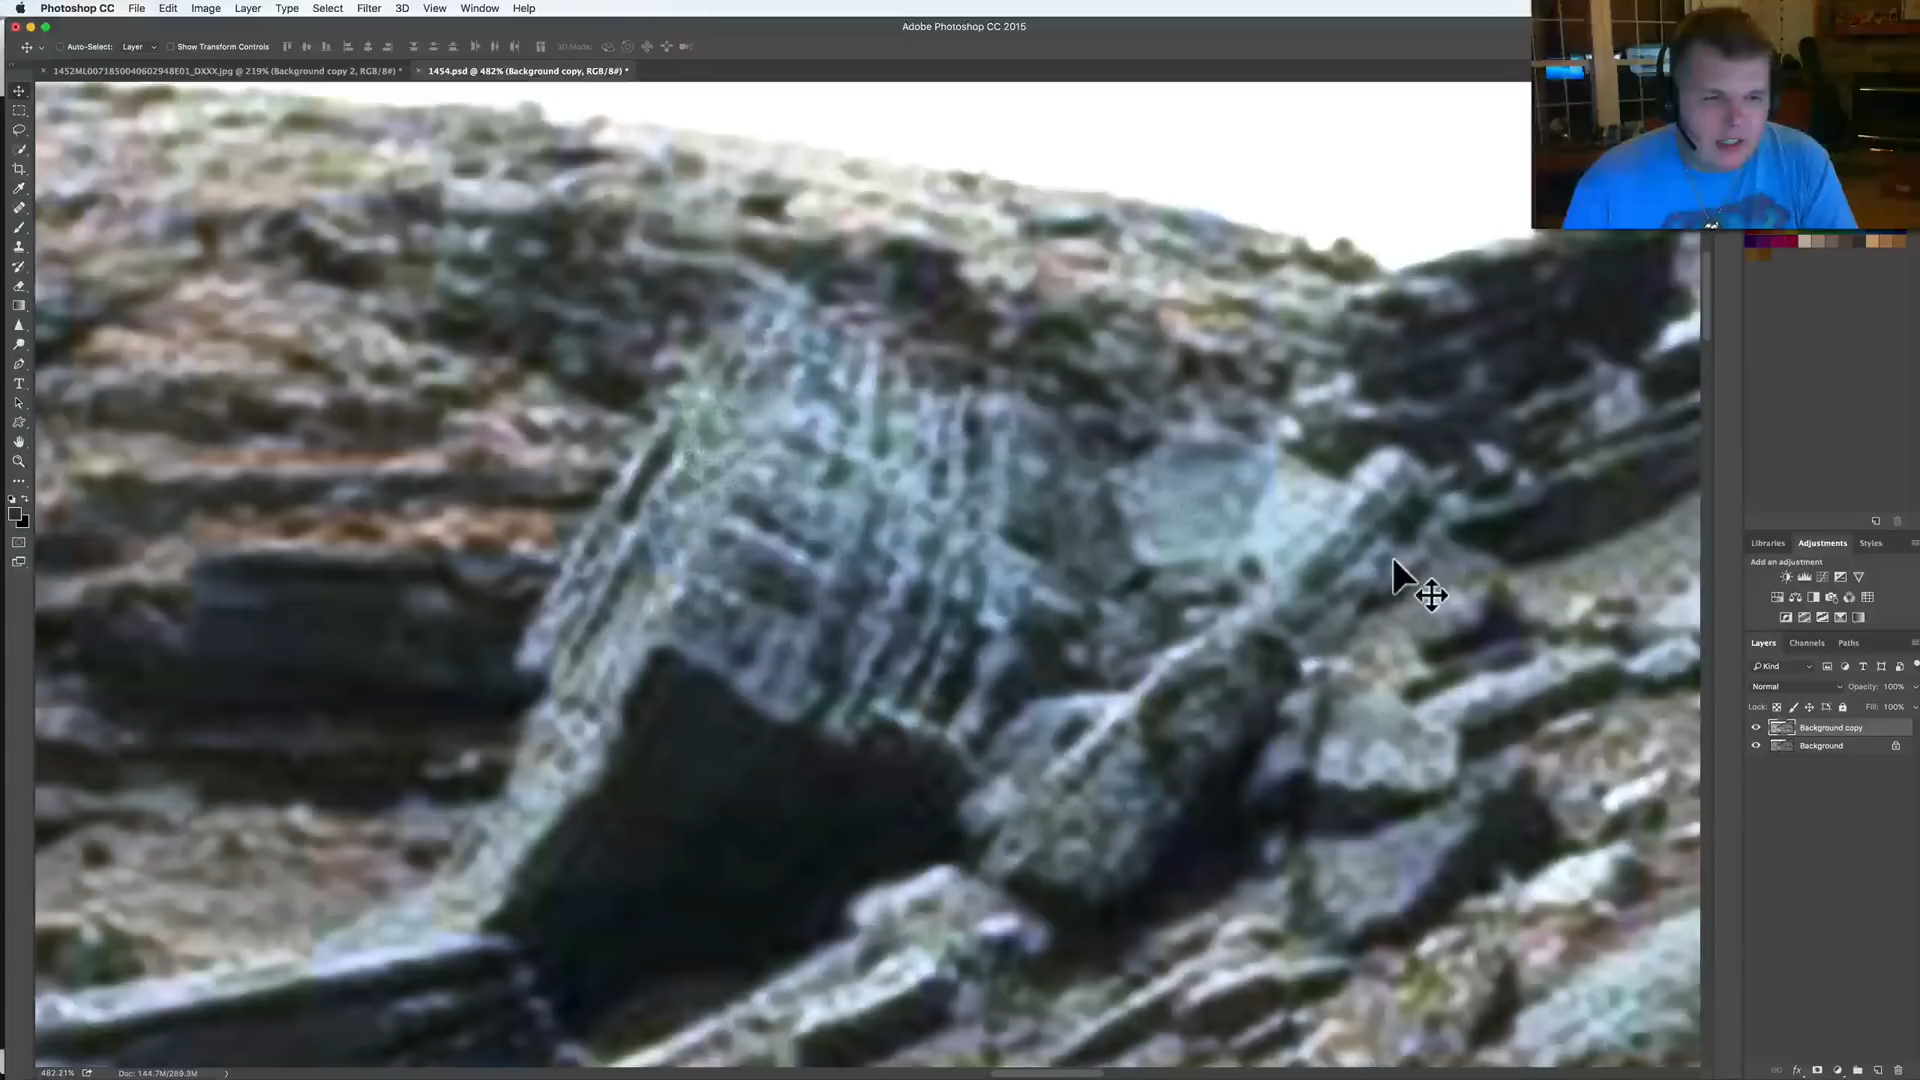 Photoshop CC File Edit Image Layer Type Select Filter 3D View Window Help
Adobe Photoshop CC 2015
Auto-Select: Layer Show Transform Controls 3D Mode:
1452ML0071850040602948E01_DXXX.jpg @ 219% (Background copy 2, RGB/8#) * 1454.psd @ 482% (Background copy, RGB/8#) *
Libraries Adjustments Styles
Add an adjustment
Layers Channels Paths
Kind
Normal Opacity: 100%
Lock: Fill: 100%
Background copy
Background
482.21% Doc: 144.7M/289.3M